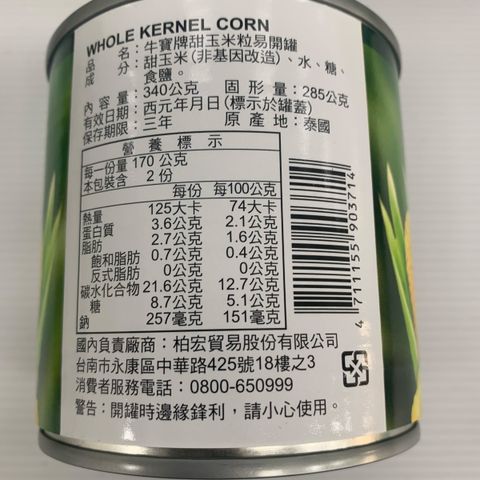 WHOLE KERNEL CORN
品名：牛寶牌甜玉米粒易開罐
成分：甜玉米（非基因改造）、水、糖、
食鹽。
內容量：340公克 固形量：285公克
有效日期：西元年月日(標示於罐蓋)
保存期限：三年 原產地：泰國
營養標示
每一份量170公克
本包裝含 2份
每份 每100公克
熱量 125大卡 74大卡
蛋白質 3.6公克 2.1公克
脂肪 2.7公克 1.6公克
飽和脂肪 0.7公克 0.4公克
反式脂肪 0公克 0公克
碳水化合物 21.6公克 12.7公克
糖 8.7公克 5.1公克
鈉 257毫克 151毫克
4711155903714
國內負責廠商：柏宏貿易股份有限公司
台南市永康區中華路425號18樓之3
消費者服務電話：0800-650999
警告：開罐時邊緣鋒利，請小心使用。